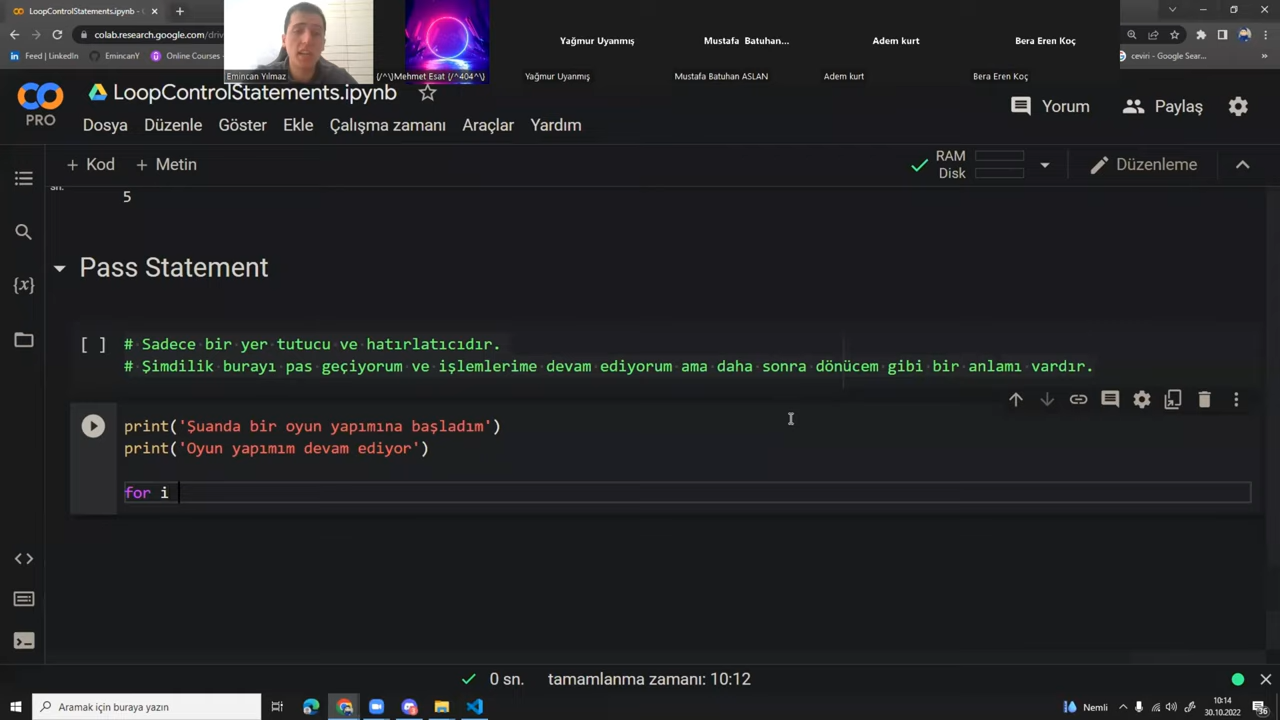 LoopControlStatements.ipynb -
colab.research.google.com/driv
Feed | LinkedIn
EmincanY
Online Courses -
ceviri - Google Sear...
Emincan Yılmaz
(/^\)Mehmet Esat (/^404^\)
Yağmur Uyanmış
Yağmur Uyanmış
Mustafa Batuhan...
Mustafa Batuhan ASLAN
Adem kurt
Adem kurt
Bera Eren Koç
Bera Eren Koç
PRO
LoopControlStatements.ipynb
Yorum
Paylaş
Dosya Düzenle Göster Ekle Çalışma zamanı Araçlar Yardım
+ Kod + Metin
RAM
Disk
Düzenleme
sn.
5
Pass Statement
[ ] # Sadece bir yer tutucu ve hatırlatıcıdır.
# Şimdilik burayı pas geçiyorum ve işlemlerime devam ediyorum ama daha sonra dönücem gibi bir anlamı vardır.
print('Şuanda bir oyun yapımına başladım')
print('Oyun yapımım devam ediyor')
for i
{x}
0 sn. tamamlanma zamanı: 10:12
Aramak için buraya yazın
Nemli
10:14
30.10.2022
36